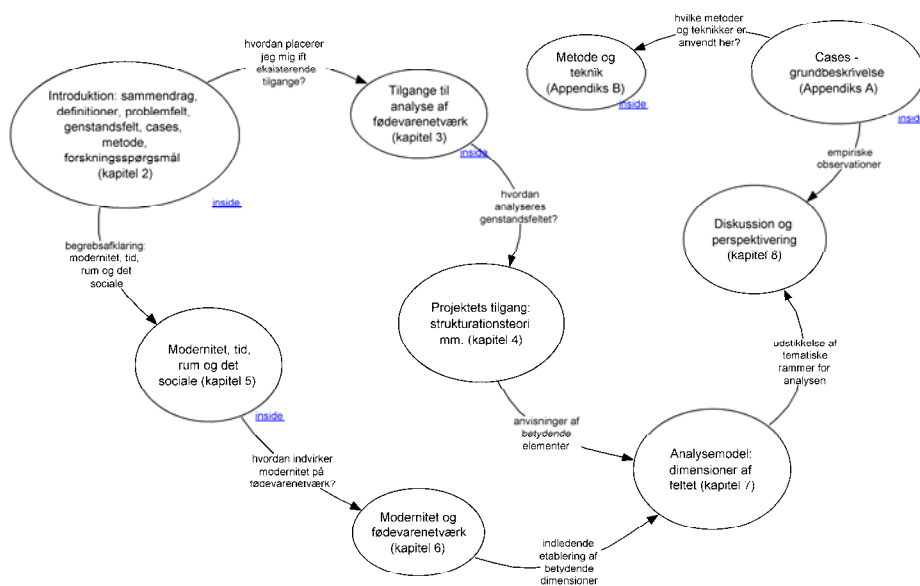 hvordan placerer
jeg mig ift
eksisterende
tilgange?
hvilke metoder
og teknikker er
anvendt her?
Introduktion: sammendrag,
definitioner, problemfelt,
genstandsfelt, cases,
metode,
forskningsspørgsmål
(kapitel 2)
inside
Tilgange til
analyse af
fødevarenetværk
(kapitel 3)
inside
Metode og
teknik
(Appendiks B)
inside
Cases -
grundbeskrivelse
(Appendiks A)
inside
empiriske
observationer
hvordan
analyseres
genstandsfeltet?
begrebsafklaring:
modernitet, tid,
rum og det
sociale
Diskussion og
perspektivering
(kapitel 8)
Projektets tilgang:
strukturationsteori
mm. (kapitel 4)
Modernitet, tid,
rum og det
sociale (kapitel 5)
inside
udstikkelse af
tematiske
rammer for
analysen
anvisninger af
betydende
elementer
Analysemodel:
dimensioner af
feltet (kapitel 7)
hvordan indvirker
modernitet på
fødevarenetværk?
Modernitet og
fødevarenetværk
(kapitel 6)
indledende
etablering af
betydende
dimensioner